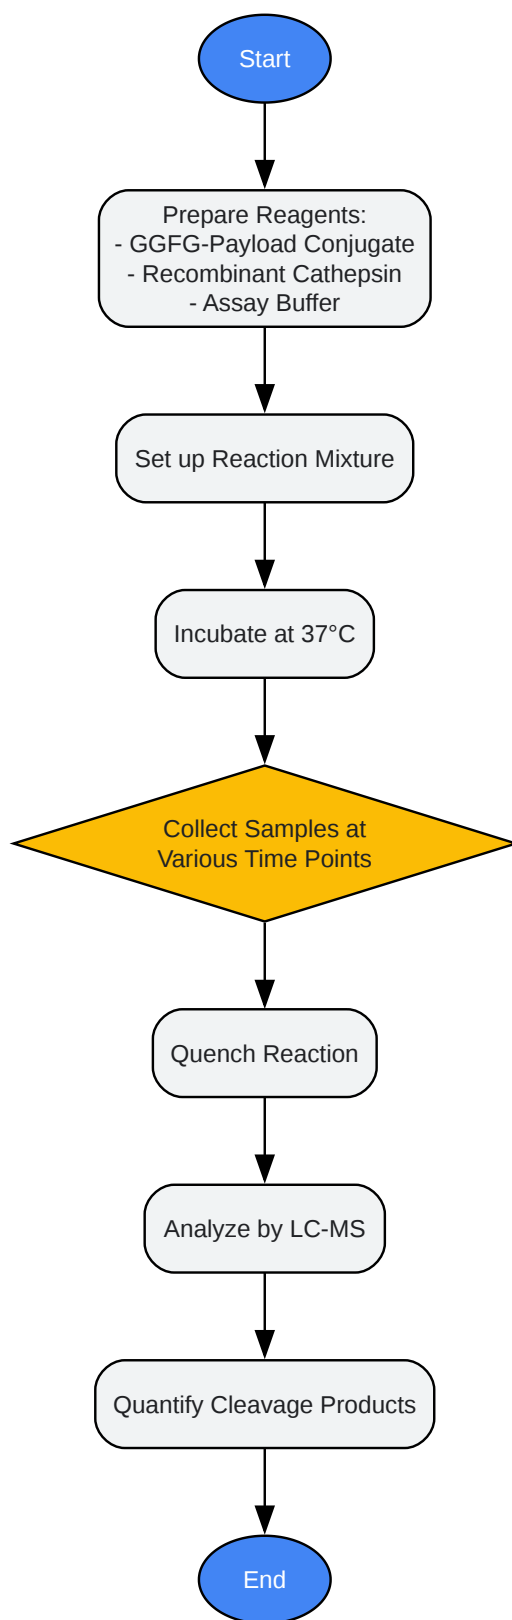 Start
Prepare Reagents:
- GGFG-Payload Conjugate
- Recombinant Cathepsin
- Assay Buffer
Set up Reaction Mixture
Incubate at 37°C
Collect Samples at
Various Time Points
Quench Reaction
Analyze by LC-MS
Quantify Cleavage Products
End